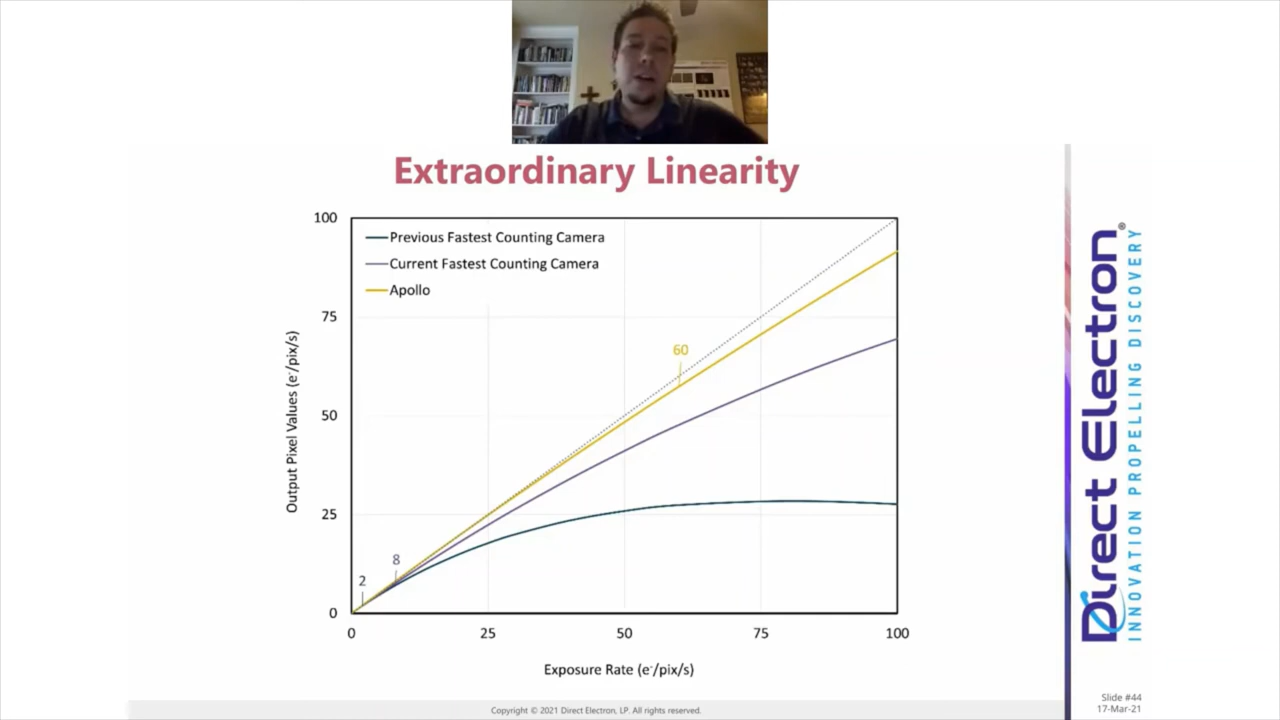 Extraordinary Linearity
Previous Fastest Counting Camera
Current Fastest Counting Camera
Apollo
100
75
50
25
0
0
25
50
75
100
2
8
60
Output Pixel Values (e⁻/pix/s)
Exposure Rate (e⁻/pix/s)
Direct Electron®
INNOVATION PROPELLING DISCOVERY
Slide #44
17-Mar-21
Copyright © 2021 Direct Electron, LP. All rights reserved.